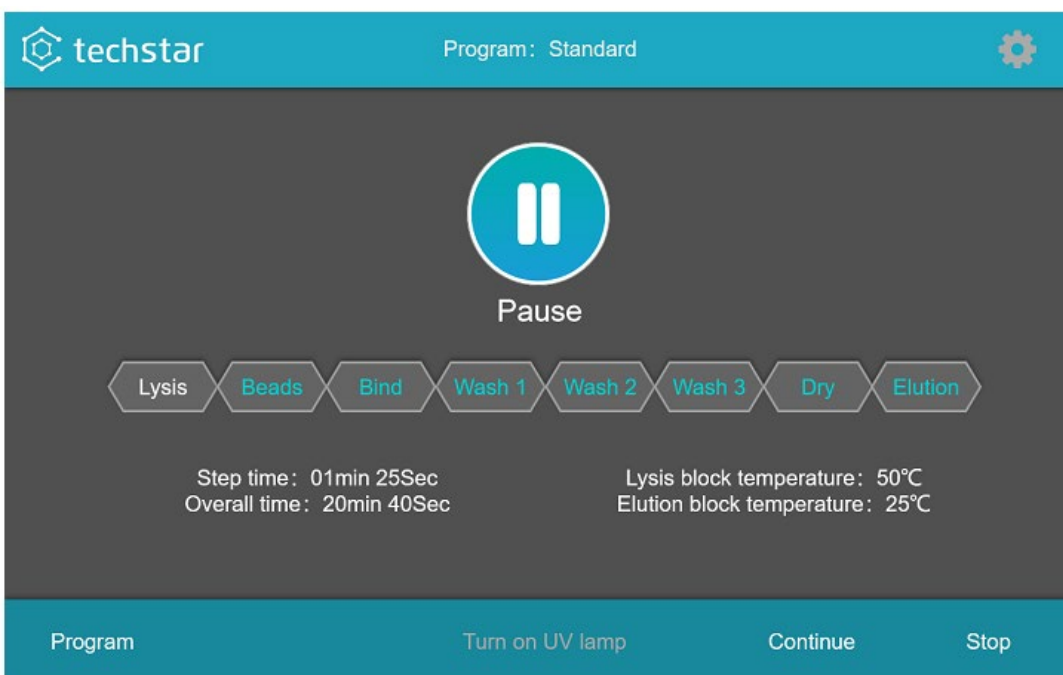 techstar
Program: Standard
Pause
Lysis
Beads
Bind
Wash 1
Wash 2
Wash 3
Dry
Elution
Step time: 01min 25Sec
Overall time: 20min 40Sec
Lysis block temperature: 50℃
Elution block temperature: 25℃
Program
Turn on UV lamp
Continue
Stop